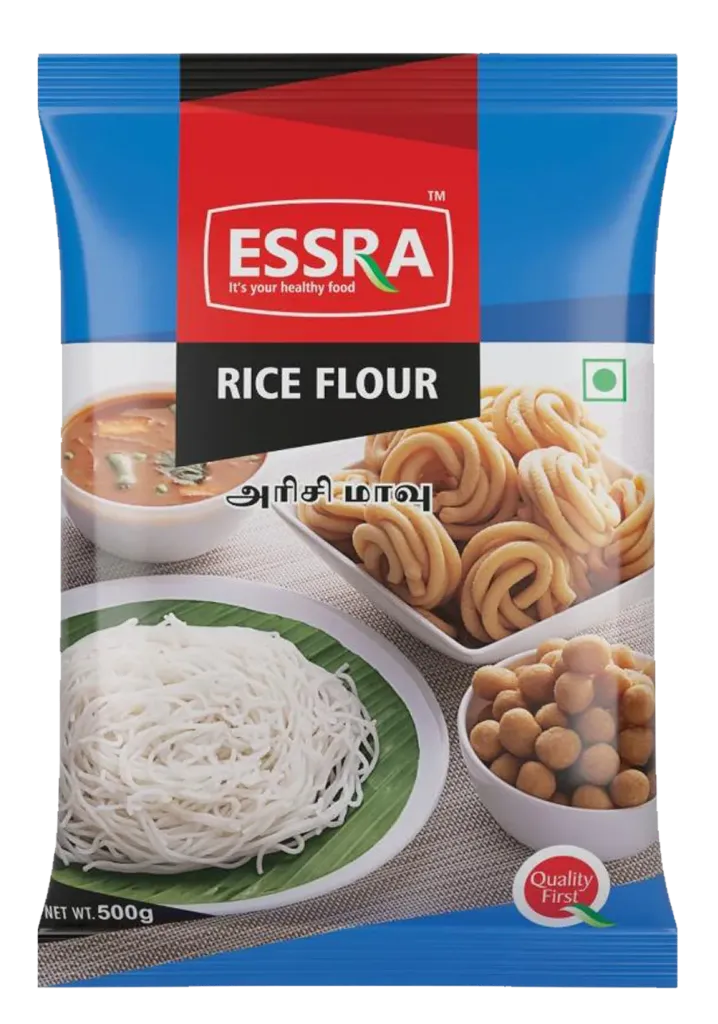 TM
ESSRA
It's your healthy food
RICE FLOUR
அரிசி மாவு
NET WT. 500g
Quality
First